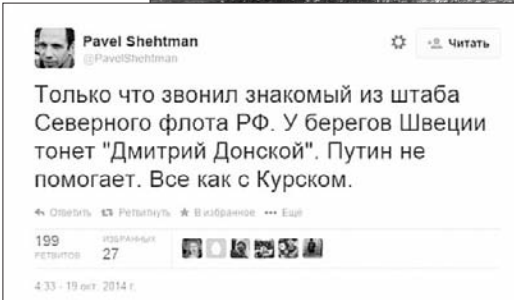 Pavel Shehtman
@PavelShehtman
Читать
Только что звонил знакомый из штаба
Северного флота РФ. У берегов Швеции
тонет "Дмитрий Донской". Путин не
помогает. Все как с Курском.
Ответить Ретвитнуть В избранное Ещё
199 27
РЕТВИТОВ ИЗБРАННЫХ
4:33 - 19 окт. 2014 г.